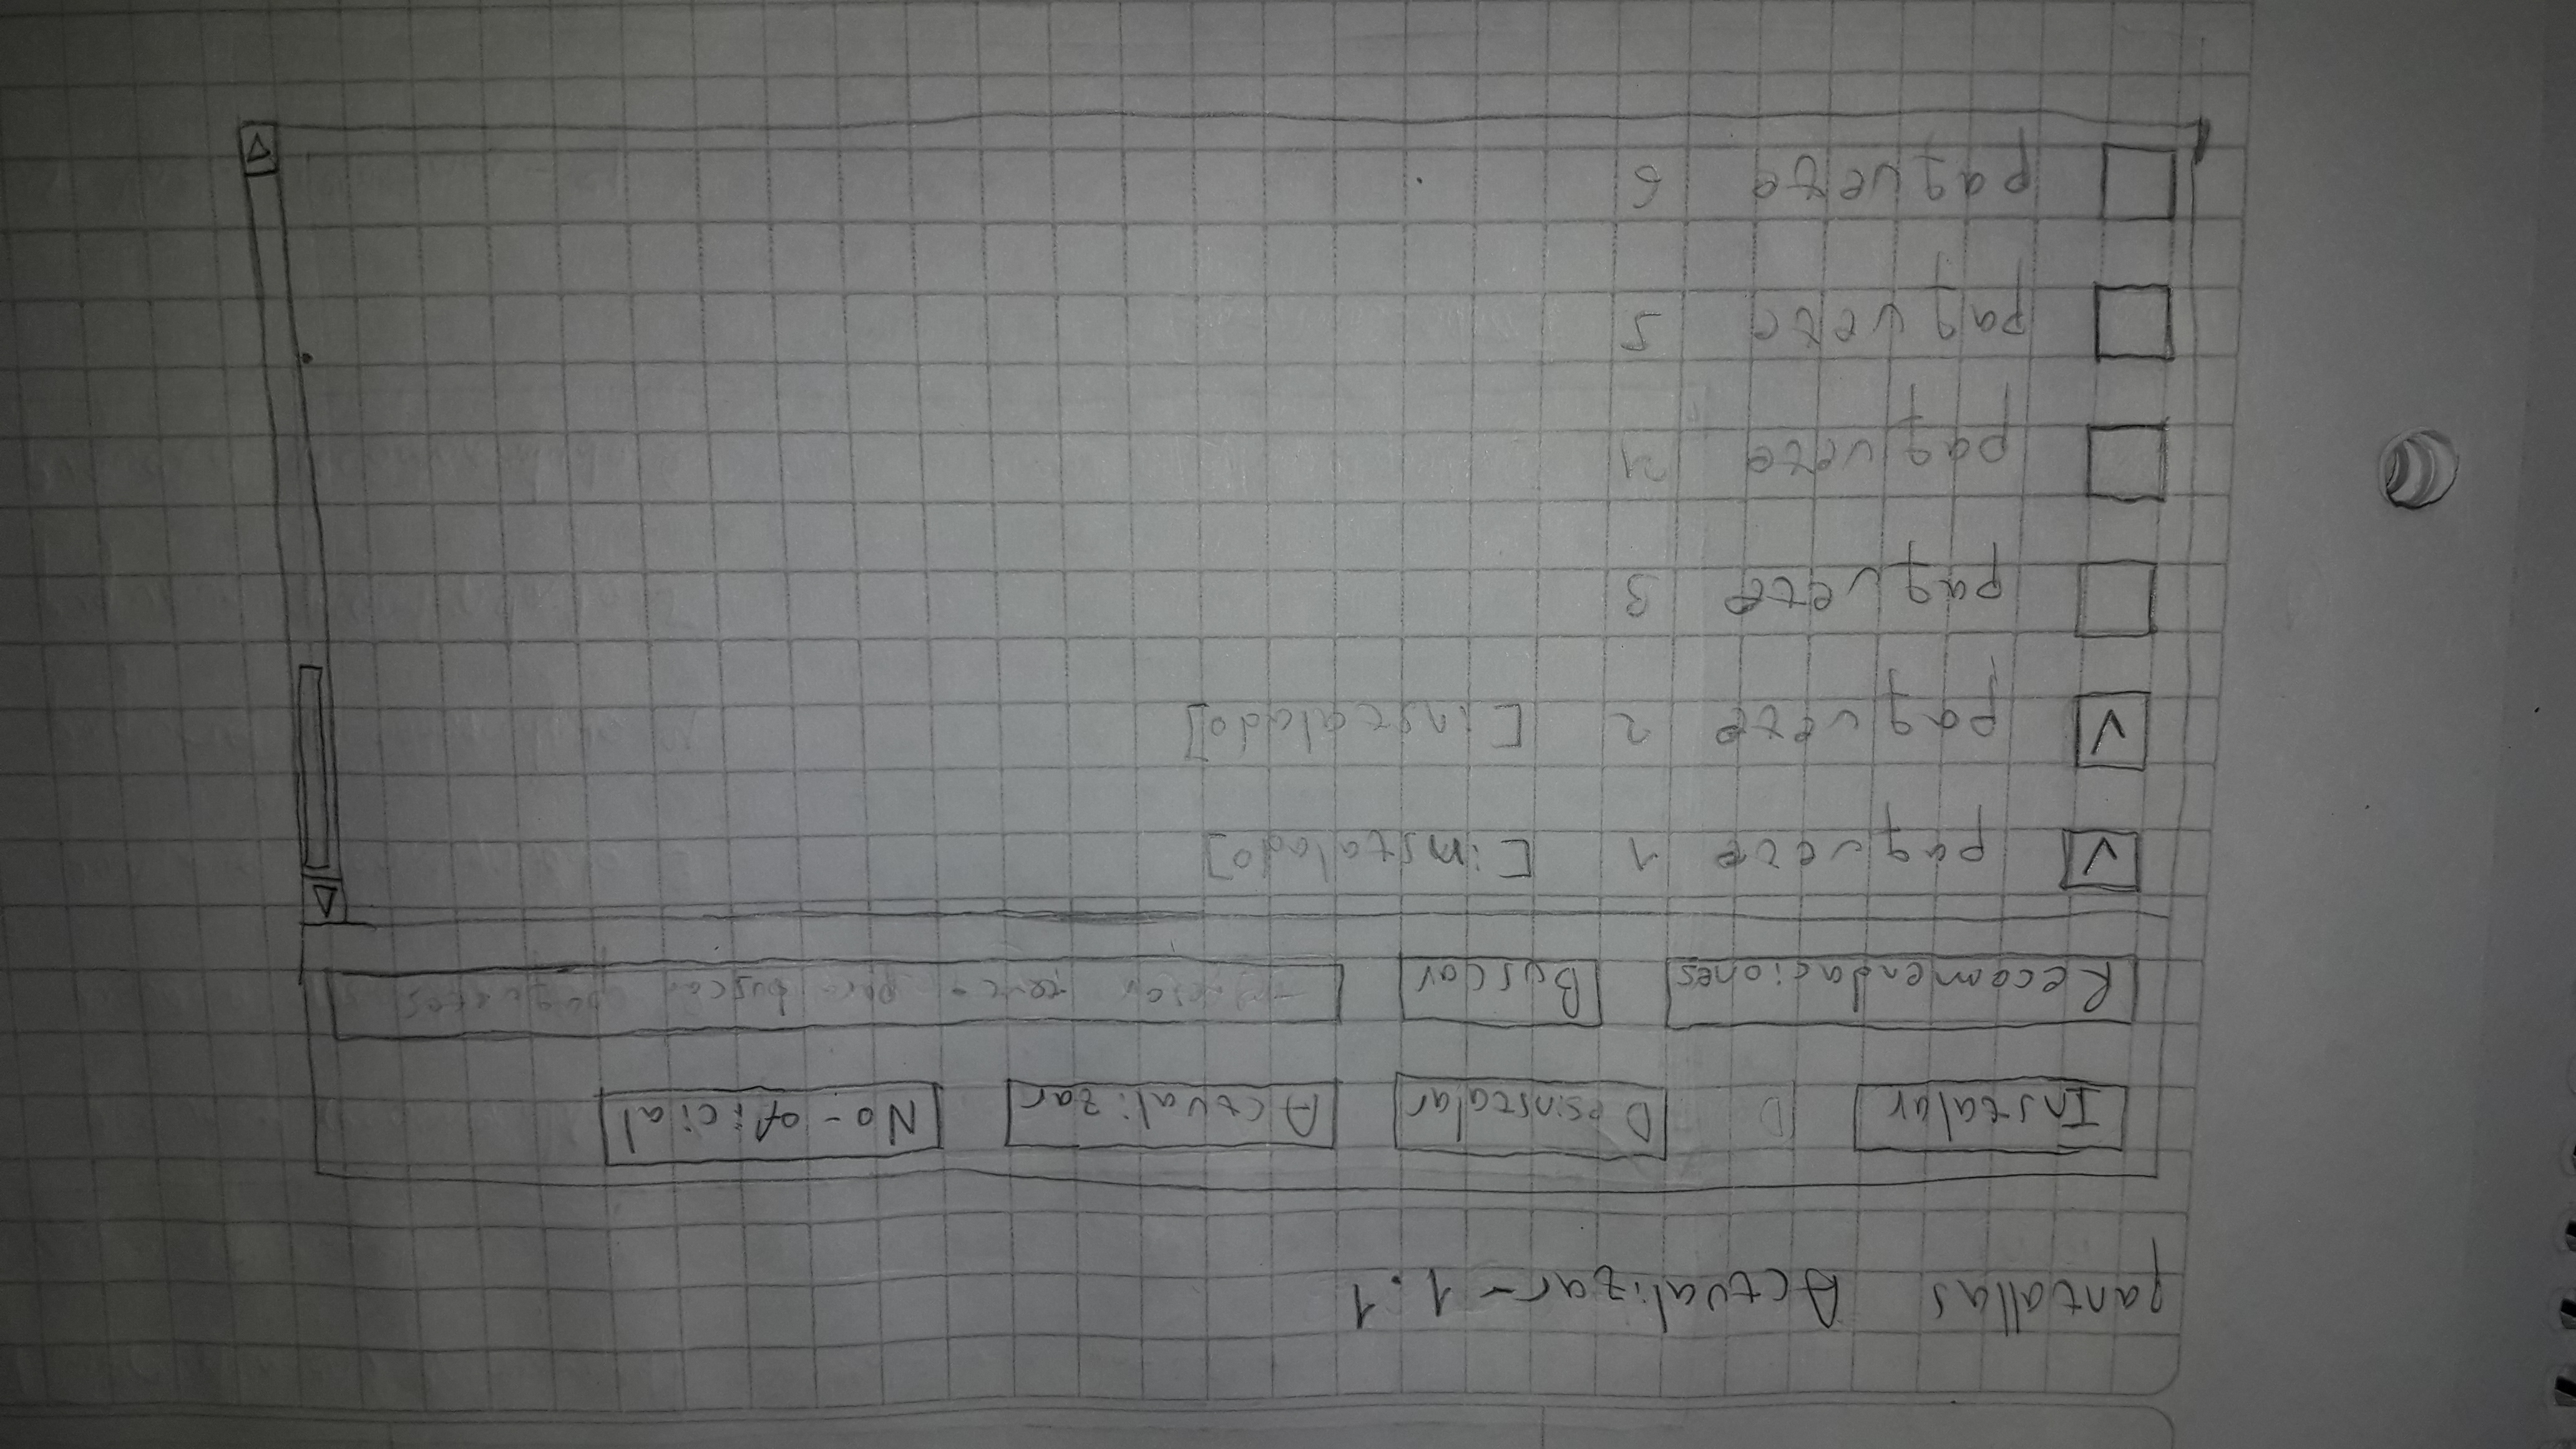 pantallas Actualizar - 1.1
Instalar D Desinstalar Actualizar No-oficial
Recomendaciones Buscar ingresar texto para buscar paquetes
paquete 1 [instalado]
paquete 2 [instalado]
paquete 3
paquete 4
paquete 5
paquete 6